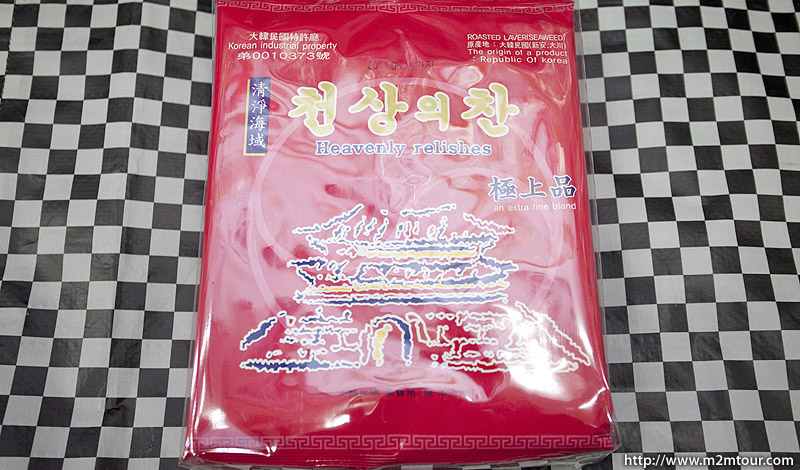 大韓民國特許廳
Korean industrial property
弟0010373號
ROASTED LAVER(SEAWEED)
原産地 : 大韓民國(新安,大川)
The origin of a product
: Republic Of korea
清淨海域
천상의찬
Heavenly relishes
極上品
an extra fine bland
http://www.m2mtour.com